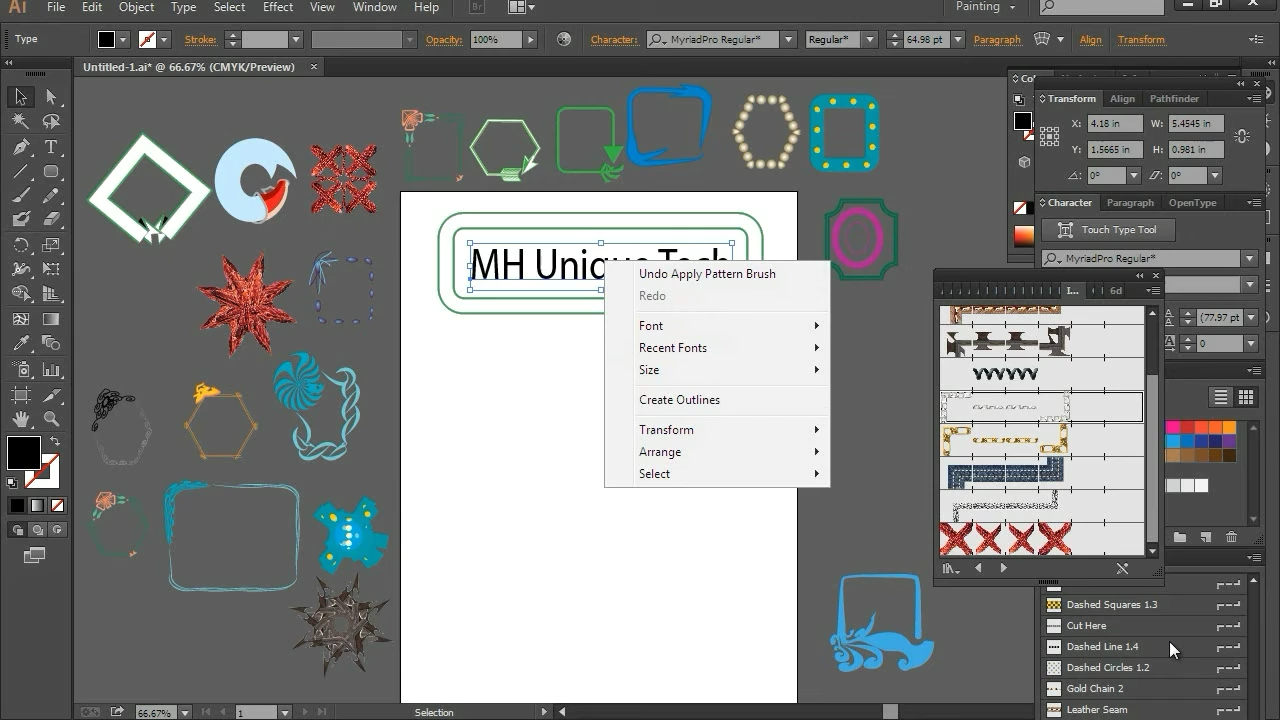 Ai File Edit Object Type Select Effect View Window Help Br Painting
Type Stroke: Opacity: 100% Character: MyriadPro Regular* Regular* 64.98 pt Paragraph Align Transform
Untitled-1.ai* @ 66.67% (CMYK/Preview)
Transform Align Pathfinder
X: 4.18 in W: 5.4545 in
Y: 1.5665 in H: 0.981 in
0° 0°
Character Paragraph OpenType
Touch Type Tool
MyriadPro Regular*
MH Unique Tech
Undo Apply Pattern Brush
Redo
Font
Recent Fonts
Size
Create Outlines
Transform
Arrange
Select
I... 6d
(77.97 pt
0
Dashed Squares 1.3
Cut Here
Dashed Line 1.4
Dashed Circles 1.2
Gold Chain 2
Leather Seam
66.67% 1 Selection